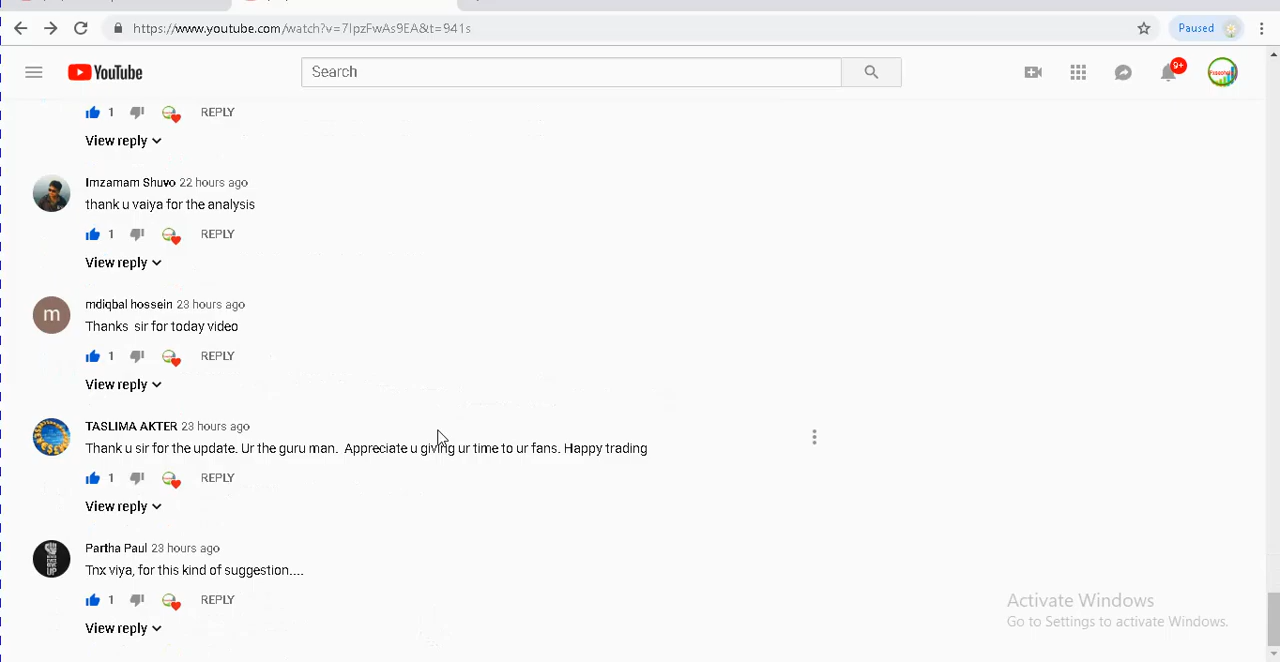 https://www.youtube.com/watch?v=7IpzFwAs9EA&t=941s
Paused
YouTube
Search
9+
1 REPLY
View reply
Imzamam Shuvo 22 hours ago
thank u vaiya for the analysis
1 REPLY
View reply
m
mdiqbal hossein 23 hours ago
Thanks sir for today video
1 REPLY
View reply
TASLIMA AKTER 23 hours ago
Thank u sir for the update. Ur the guru man. Appreciate u giving ur time to ur fans. Happy trading
1 REPLY
View reply
Partha Paul 23 hours ago
Tnx viya, for this kind of suggestion....
1 REPLY
View reply
Activate Windows
Go to Settings to activate Windows.